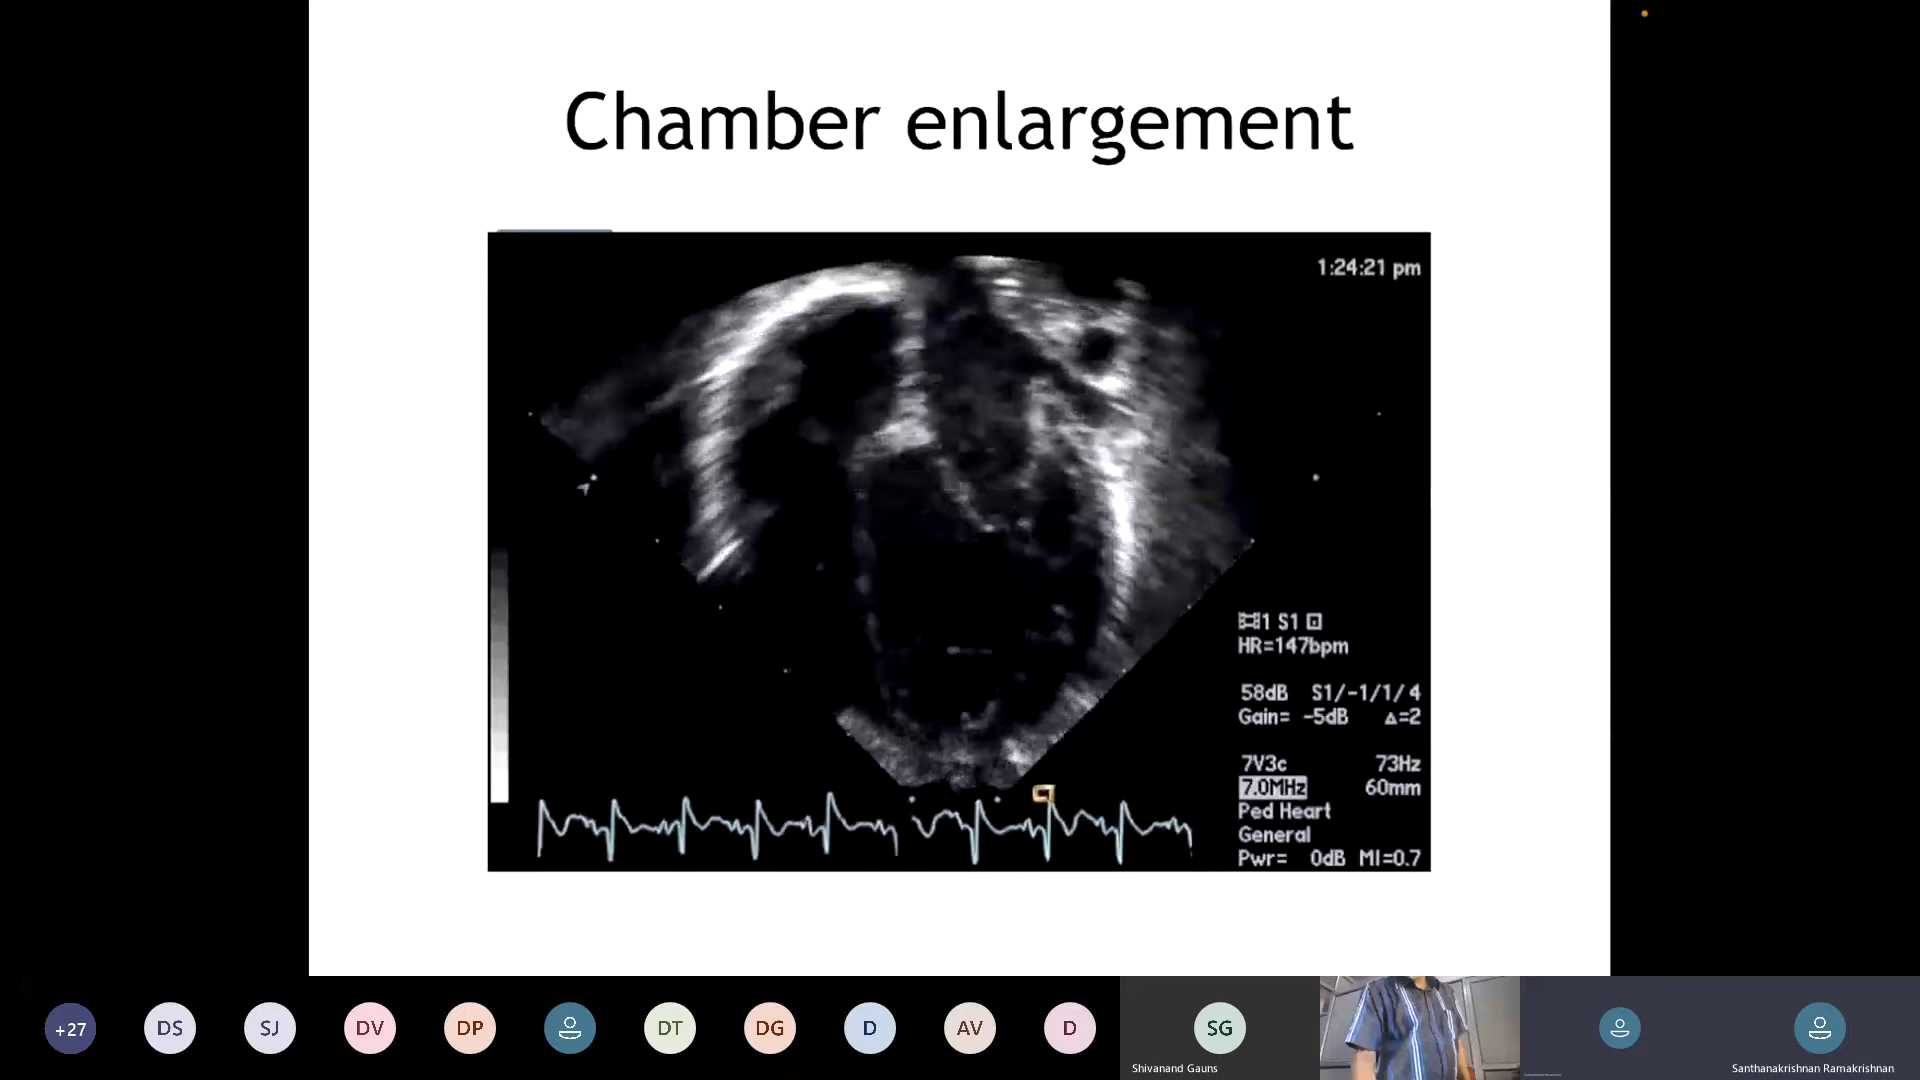 Chamber enlargement
1:24:21 pm
1 S1
HR=147bpm
58dB S1/-1/1/4
Gain= -5dB Δ=2
7V3c 73Hz
7.0MHz 60mm
Ped Heart
General
Pwr= 0dB MI=0.7
+27
DS
SJ
DV
DP
DT
DG
D
AV
D
SG
Shivanand Gauns
Santhanakrishnan Ramakrishnan